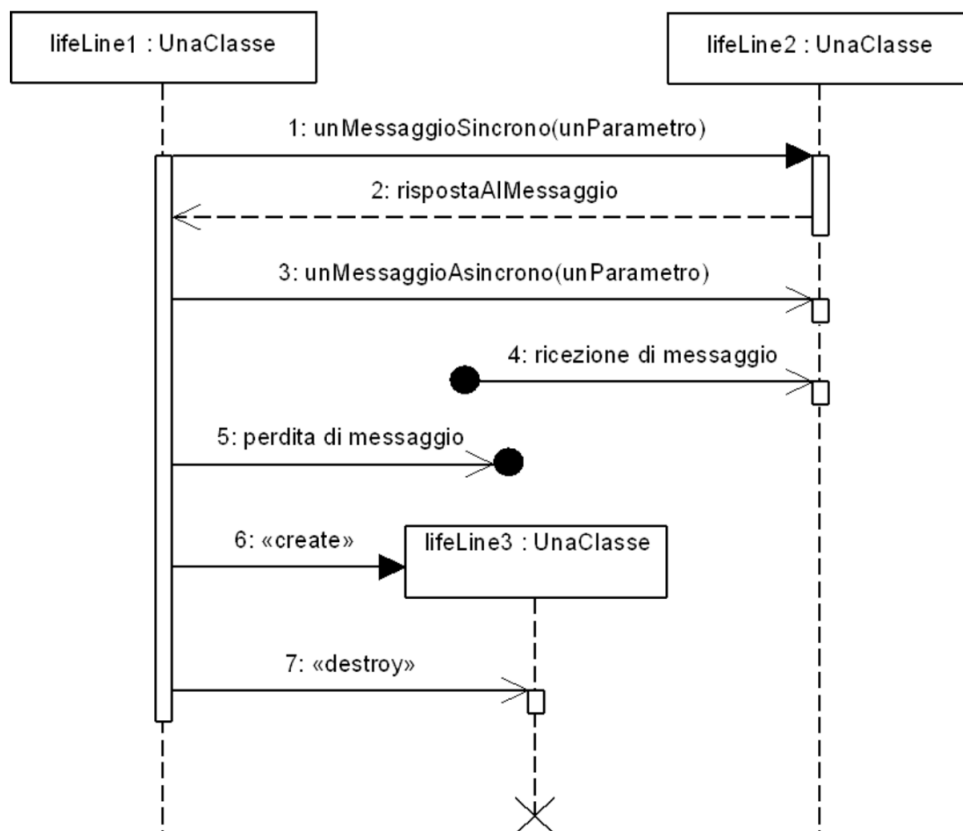 lifeLine1 : UnaClasse
lifeLine2 : UnaClasse
1: unMessaggioSincrono(unParametro)
2: rispostaAlMessaggio
3: unMessaggioAsincrono(unParametro)
4: ricezione di messaggio
5: perdita di messaggio
6: «create»
lifeLine3 : UnaClasse
7: «destroy»